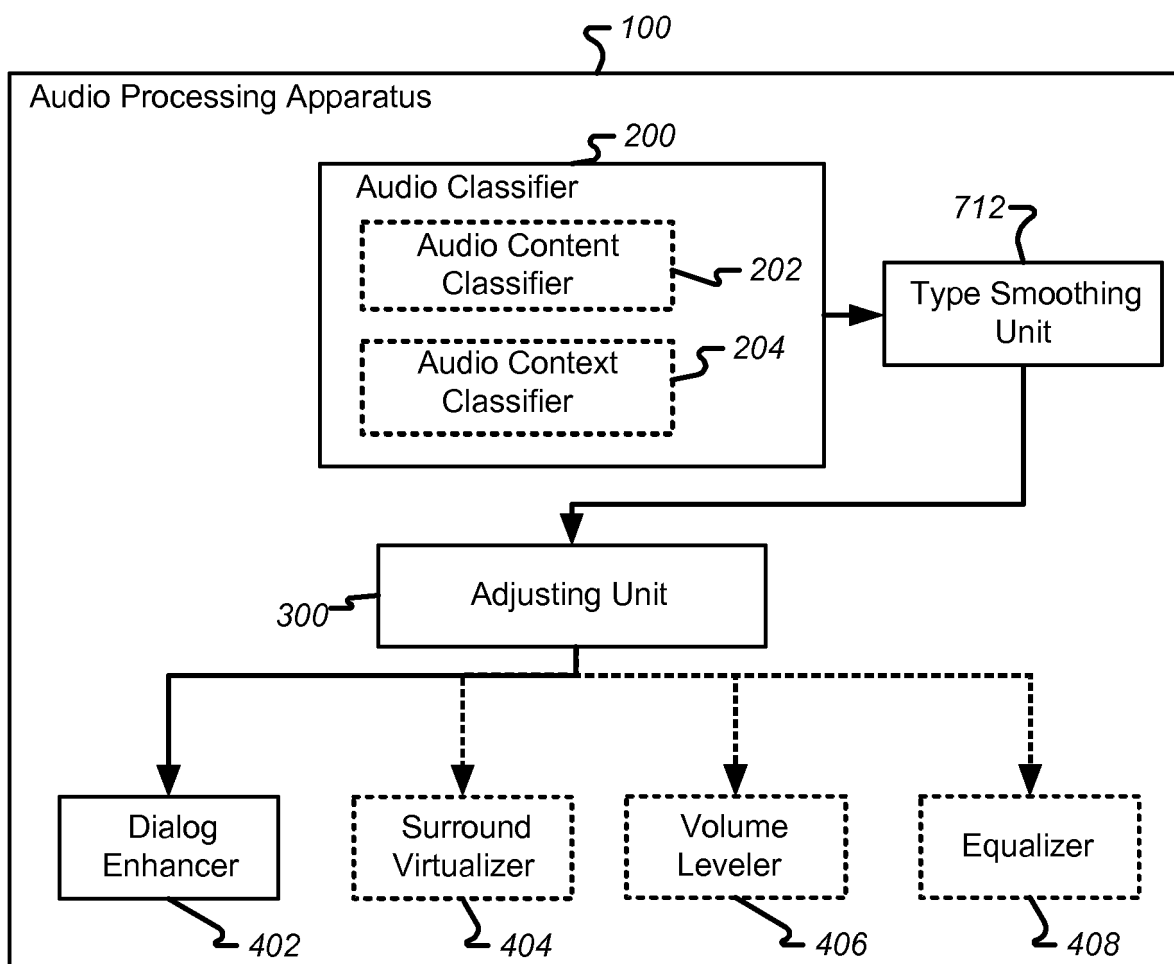 100
Audio Processing Apparatus
200
Audio Classifier
Audio Content
Classifier
202
Audio Context
Classifier
204
712
Type Smoothing
Unit
Adjusting Unit
300
Dialog
Enhancer
Surround
Virtualizer
Volume
Leveler
Equalizer
402
404
406
408